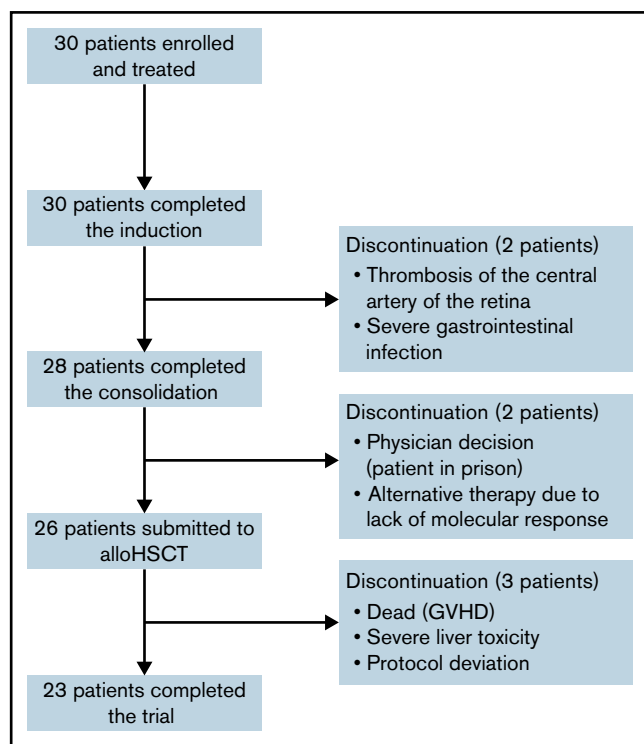 30 patients enrolled
and treated
30 patients completed
the induction
Discontinuation (2 patients)
• Thrombosis of the central
artery of the retina
• Severe gastrointestinal
infection
28 patients completed
the consolidation
Discontinuation (2 patients)
• Physician decision
(patient in prison)
• Alternative therapy due to
lack of molecular response
26 patients submitted to
alloHSCT
Discontinuation (3 patients)
• Dead (GVHD)
• Severe liver toxicity
• Protocol deviation
23 patients completed
the trial